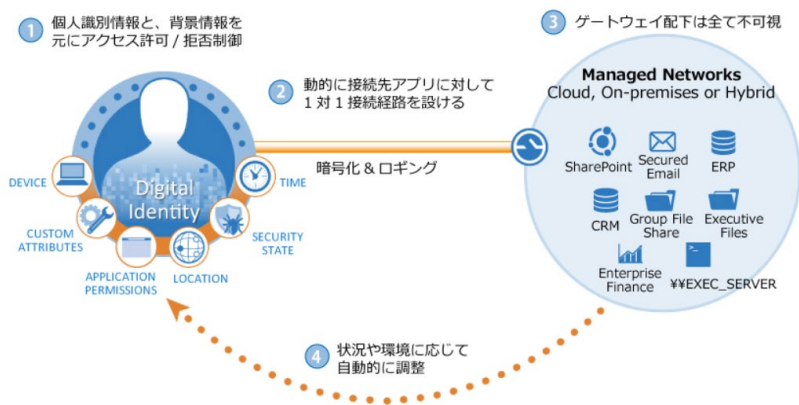 1 個人識別情報と、背景情報を
元にアクセス許可 / 拒否制御
2 動的に接続先アプリに対して
1 対 1 接続経路を設ける
暗号化 & ロギング
3 ゲートウェイ配下は全て不可視
Managed Networks
Cloud, On-premises or Hybrid
SharePoint
Secured
Email
ERP
CRM
Group File
Share
Executive
Files
Enterprise
Finance
¥¥EXEC_SERVER
Digital
Identity
DEVICE
CUSTOM
ATTRIBUTES
APPLICATION
PERMISSIONS
LOCATION
SECURITY
STATE
TIME
4 状況や環境に応じて
自動的に調整